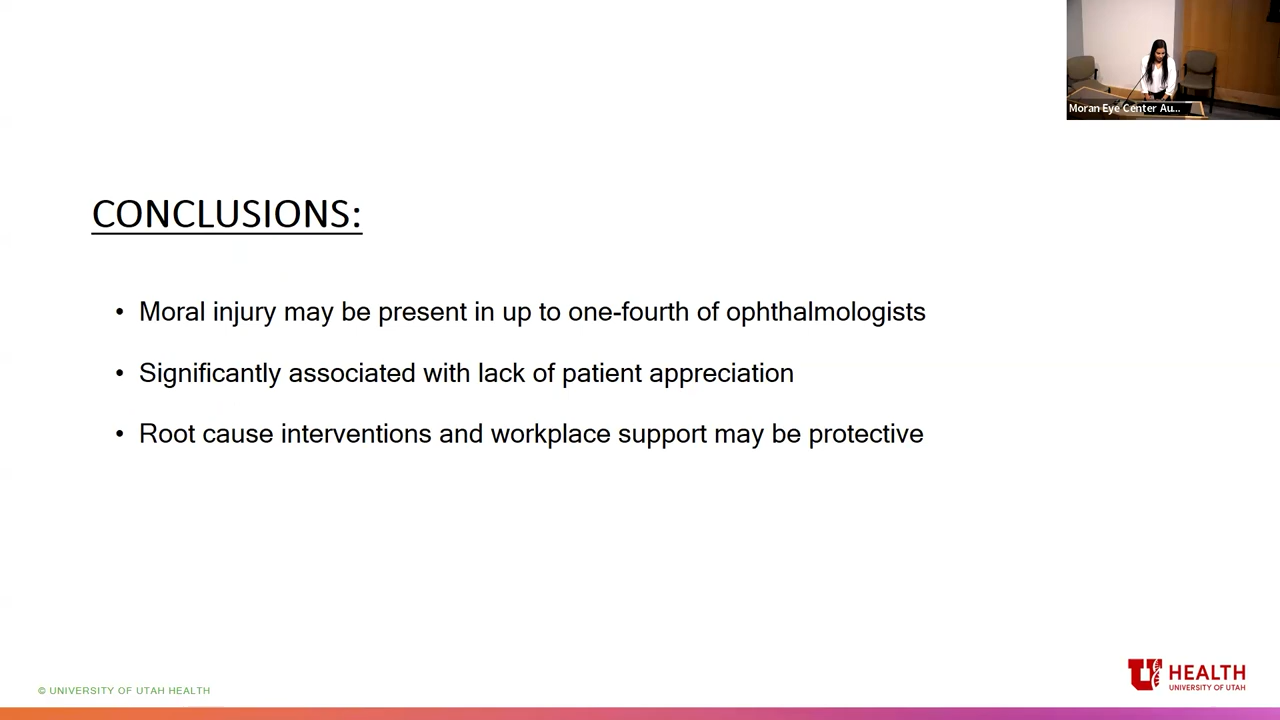 Moran Eye Center Au...
CONCLUSIONS:
• Moral injury may be present in up to one-fourth of ophthalmologists
• Significantly associated with lack of patient appreciation
• Root cause interventions and workplace support may be protective
© UNIVERSITY OF UTAH HEALTH
U HEALTH
UNIVERSITY OF UTAH